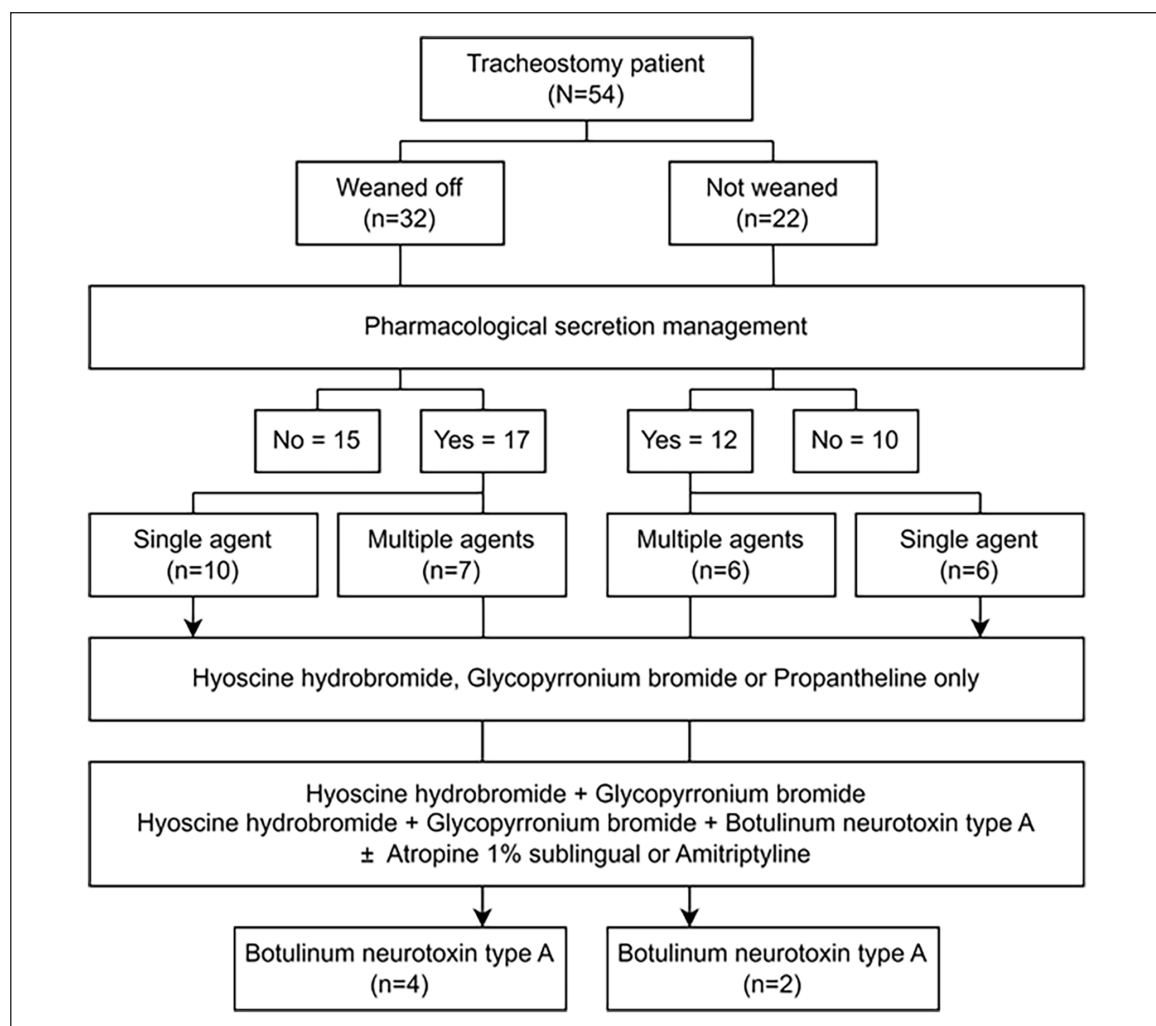 Tracheostomy patient
(N=54)
Weaned off
(n=32)
Not weaned
(n=22)
Pharmacological secretion management
No = 15
Yes = 17
Yes = 12
No = 10
Single agent
(n=10)
Multiple agents
(n=7)
Multiple agents
(n=6)
Single agent
(n=6)
Hyoscine hydrobromide, Glycopyrronium bromide or Propantheline only
Hyoscine hydrobromide + Glycopyrronium bromide
Hyoscine hydrobromide + Glycopyrronium bromide + Botulinum neurotoxin type A
± Atropine 1% sublingual or Amitriptyline
Botulinum neurotoxin type A
(n=4)
Botulinum neurotoxin type A
(n=2)